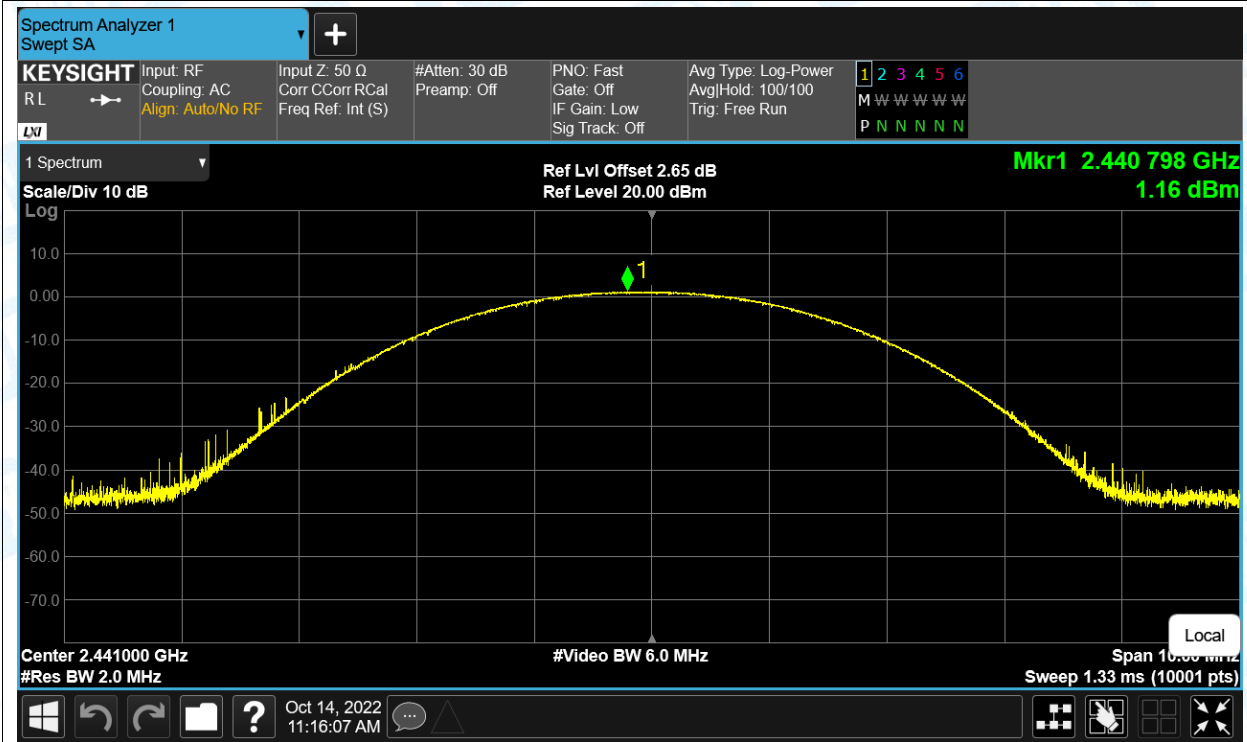 Spectrum Analyzer 1
Swept SA
+
KEYSIGHT
R L
LXI
Input: RF
Coupling: AC
Align: Auto/No RF
Input Z: 50 Ω
Corr CCorr RCal
Freq Ref: Int (S)
#Atten: 30 dB
Preamp: Off
PNO: Fast
Gate: Off
IF Gain: Low
Sig Track: Off
Avg Type: Log-Power
Avg|Hold: 100/100
Trig: Free Run
1 2 3 4 5 6
M W W W W W
P N N N N N
1 Spectrum
Scale/Div 10 dB
Log
Ref Lvl Offset 2.65 dB
Ref Level 20.00 dBm
Mkr1 2.440 798 GHz
1.16 dBm
10.0
0.00
-10.0
-20.0
-30.0
-40.0
-50.0
-60.0
-70.0
1
Local
Center 2.441000 GHz
#Video BW 6.0 MHz
Span 10.00 MHz
#Res BW 2.0 MHz
Sweep 1.33 ms (10001 pts)
?
Oct 14, 2022
11:16:07 AM